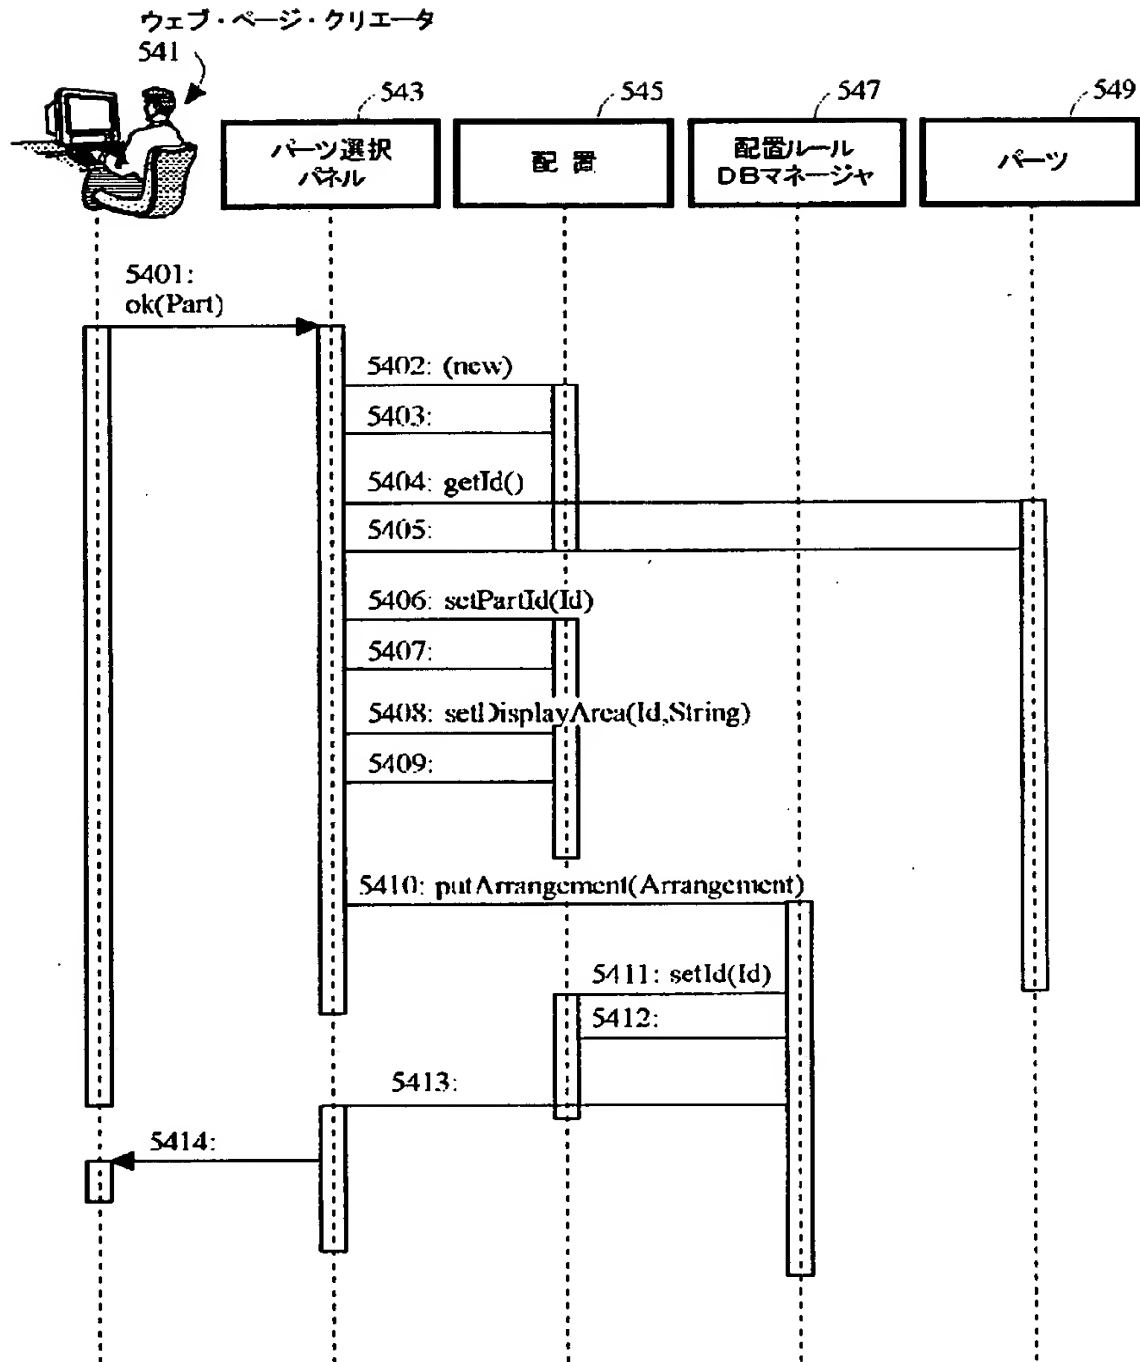 ウェブ・ページ・クリエータ
541
543
545
547
549
パーツ選択
パネル
配置
配置ルール
DBマネージャ
パーツ
5401:
ok(Part)
5402: (new)
5403:
5404: getId()
5405:
5406: setPartId(Id)
5407:
5408: setDisplayArea(Id,String)
5409:
5410: putArrangement(Arrangement)
5411: setId(Id)
5412:
5413:
5414: